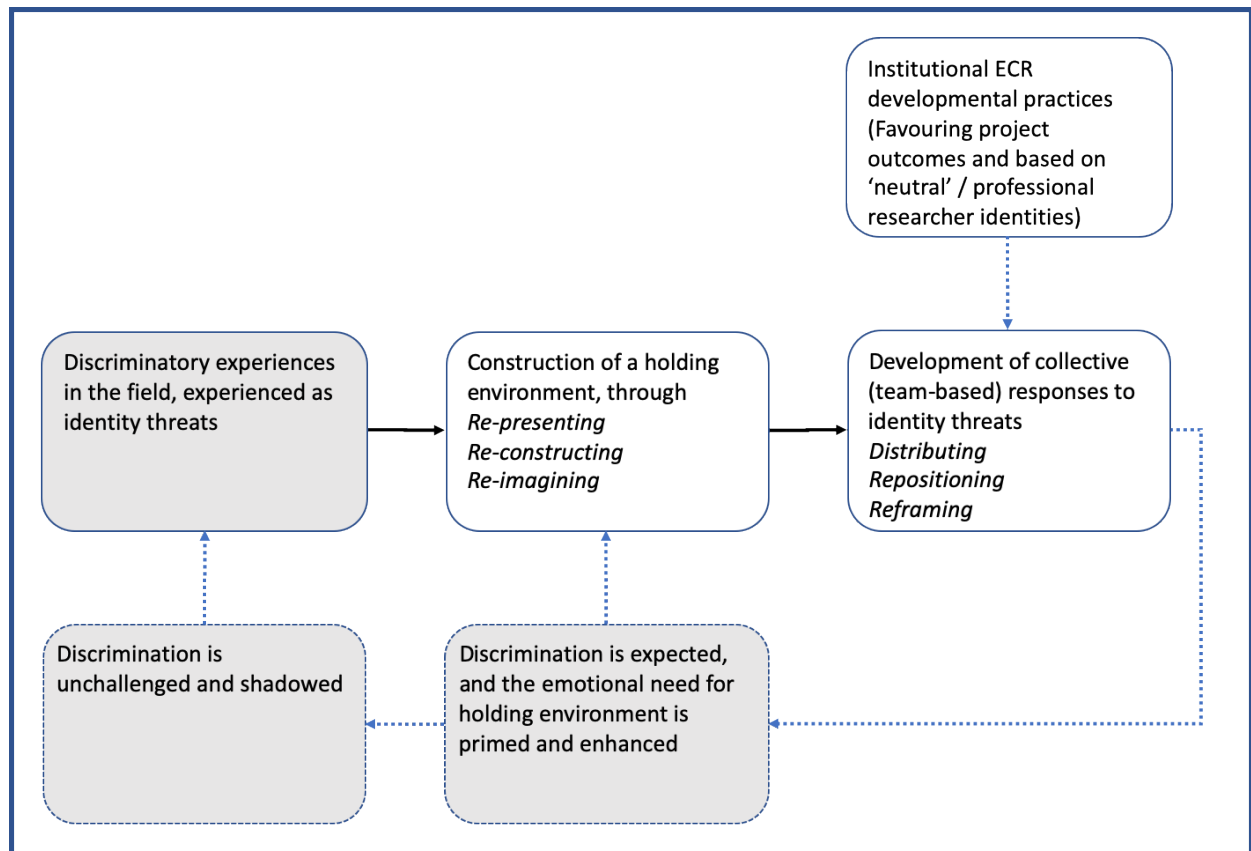 Institutional ECR
developmental practices
(Favouring project
outcomes and based on
‘neutral’ / professional
researcher identities)
Discriminatory experiences
in the field, experienced as
identity threats
Construction of a holding
environment, through
Re-presenting
Re-constructing
Re-imagining
Development of collective
(team-based) responses to
identity threats
Distributing
Repositioning
Reframing
Discrimination is
unchallenged and shadowed
Discrimination is expected,
and the emotional need for
holding environment is
primed and enhanced